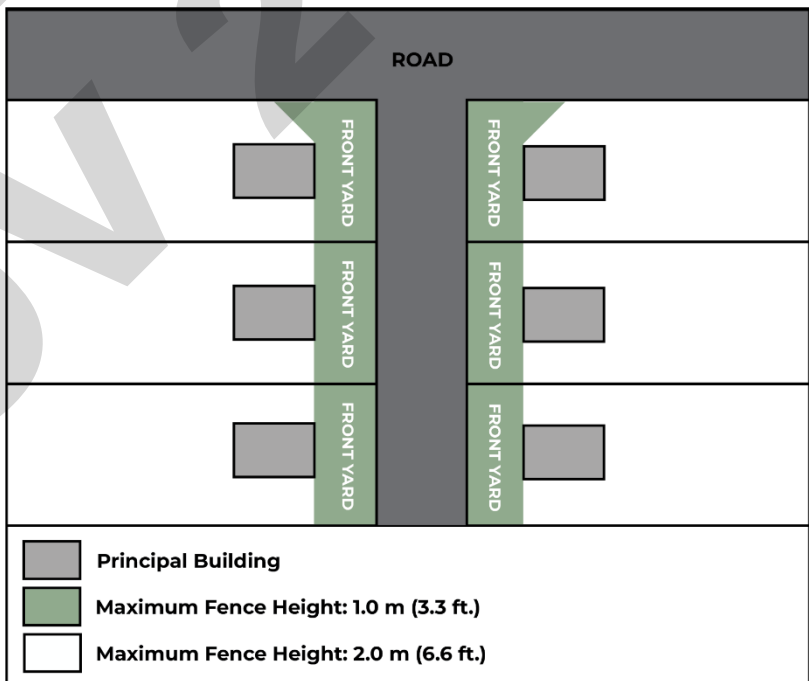 ROAD
FRONT YARD
FRONT YARD
FRONT YARD
FRONT YARD
FRONT YARD
FRONT YARD
Principal Building
Maximum Fence Height: 1.0 m (3.3 ft.)
Maximum Fence Height: 2.0 m (6.6 ft.)